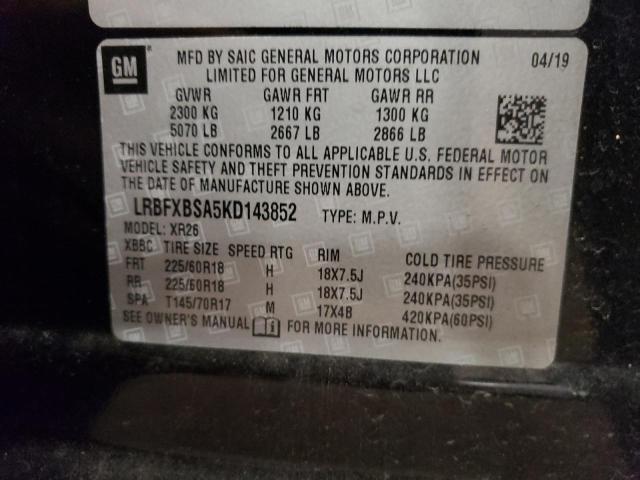 GM
MFD BY SAIC GENERAL MOTORS CORPORATION
LIMITED FOR GENERAL MOTORS LLC
04/19
GVWR GAWR FRT GAWR RR
2300 KG 1210 KG 1300 KG
5070 LB 2667 LB 2866 LB
THIS VEHICLE CONFORMS TO ALL APPLICABLE U.S. FEDERAL MOTOR
VEHICLE SAFETY AND THEFT PREVENTION STANDARDS IN EFFECT ON
THE DATE OF MANUFACTURE SHOWN ABOVE.
LRBFXBSA5KD143852 TYPE: M.P.V.
MODEL: XR26
XBBC TIRE SIZE SPEED RTG RIM COLD TIRE PRESSURE
FRT 225/60R18 H 18X7.5J 240KPA(35PSI)
RR 225/60R18 H 18X7.5J 240KPA(35PSI)
SPA T145/70R17 M 17X4B 420KPA(60PSI)
SEE OWNER'S MANUAL FOR MORE INFORMATION.